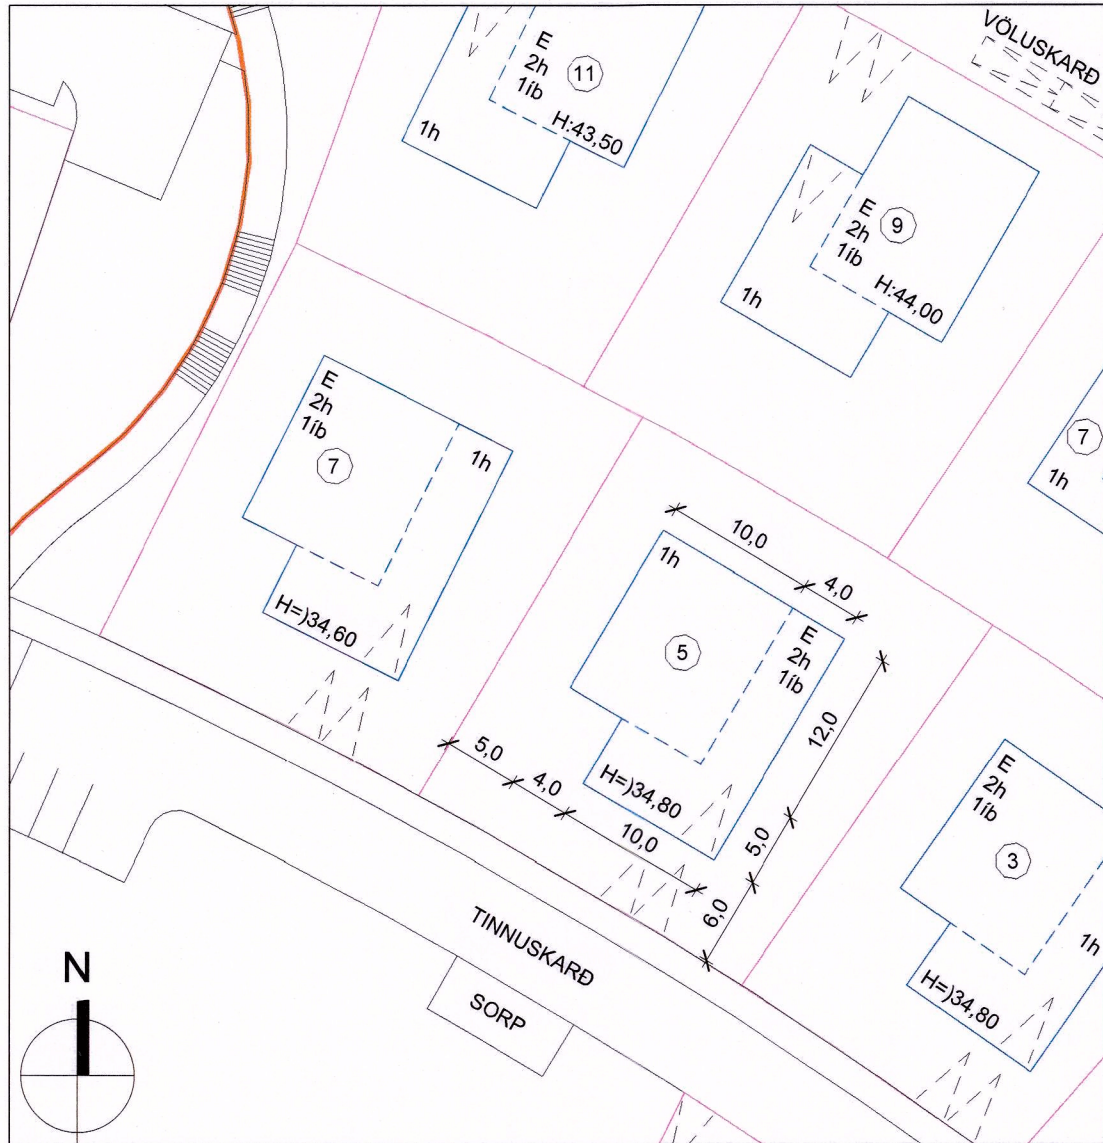 VÖLUSKARÐ
E
2h
1íb
11
H:43,50
1h
E
2h
1íb
9
H:44,00
1h
E
2h
1íb
7
1h
H=)34,60
7
1h
10,0
4,0
1h
5
E
2h
1íb
H=)34,80
12,0
5,0
6,0
5,0
4,0
10,0
E
2h
1íb
3
1h
H=)34,80
TINNUSKARÐ
SORP
N